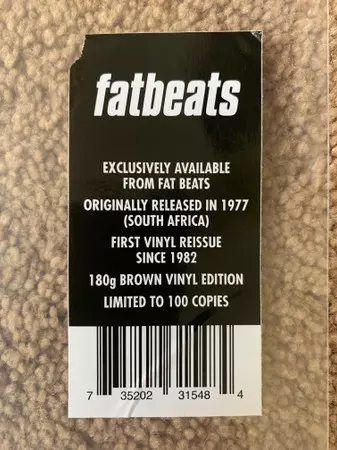 fatbeats
EXCLUSIVELY AVAILABLE
FROM FAT BEATS
ORIGINALLY RELEASED IN 1977
(SOUTH AFRICA)
FIRST VINYL REISSUE
SINCE 1982
180g BROWN VINYL EDITION
LIMITED TO 100 COPIES
7 35202 31548 4